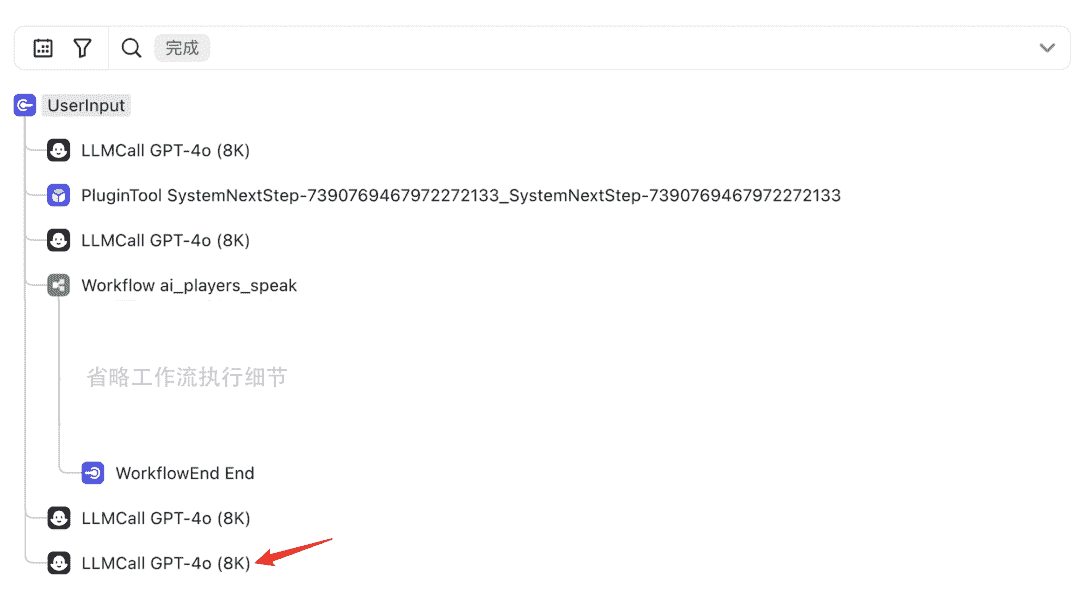 完成
UserInput
LLMCall GPT-4o (8K)
PluginTool SystemNextStep-7390769467972272133_SystemNextStep-7390769467972272133
LLMCall GPT-4o (8K)
Workflow ai_players_speak
省略工作流执行细节
WorkflowEnd End
LLMCall GPT-4o (8K)
LLMCall GPT-4o (8K)